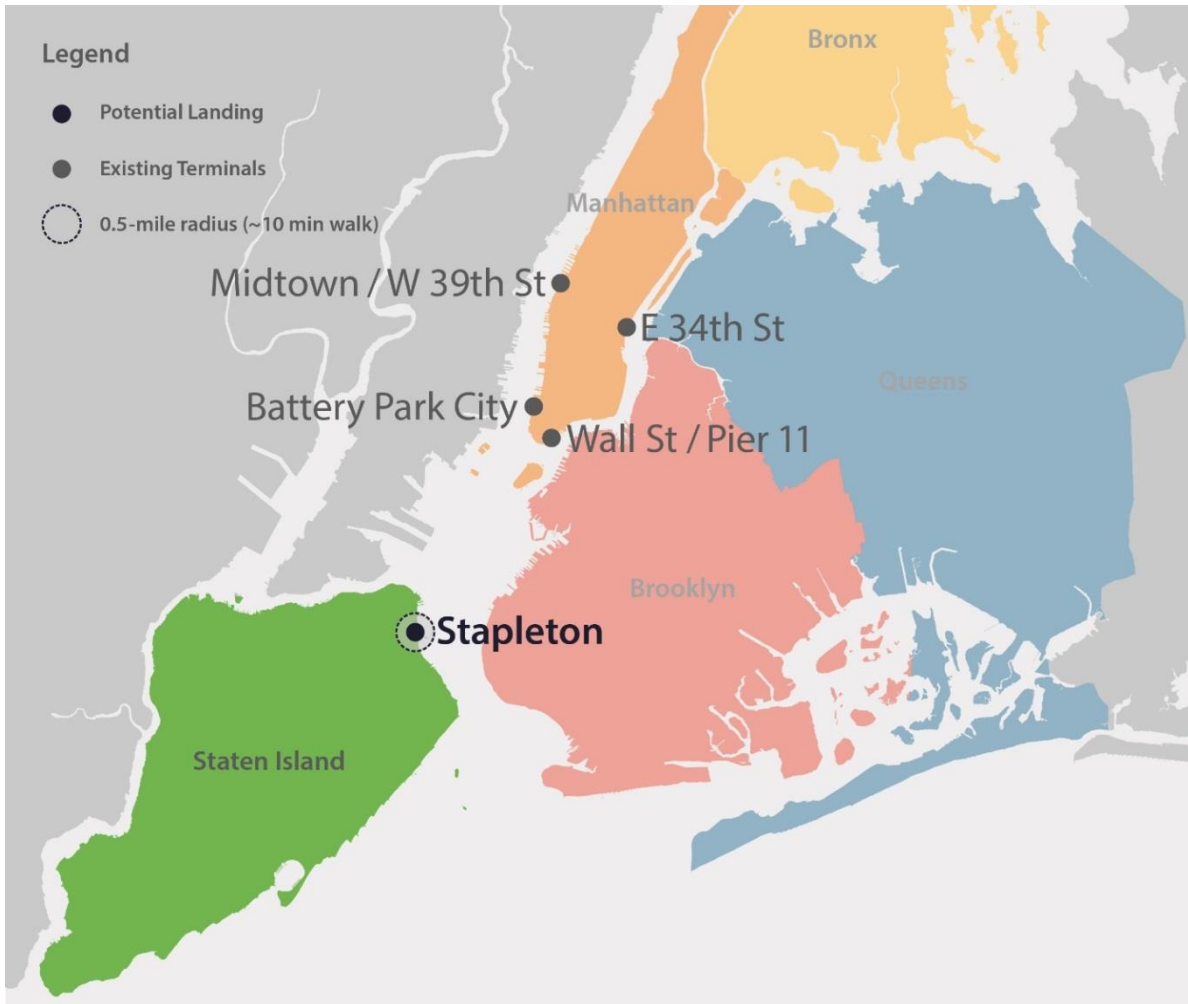 Legend
Potential Landing
Existing Terminals
0.5-mile radius (~10 min walk)
Bronx
Manhattan
Midtown / W 39th St
E 34th St
Queens
Battery Park City
Wall St / Pier 11
Brooklyn
Stapleton
Staten Island